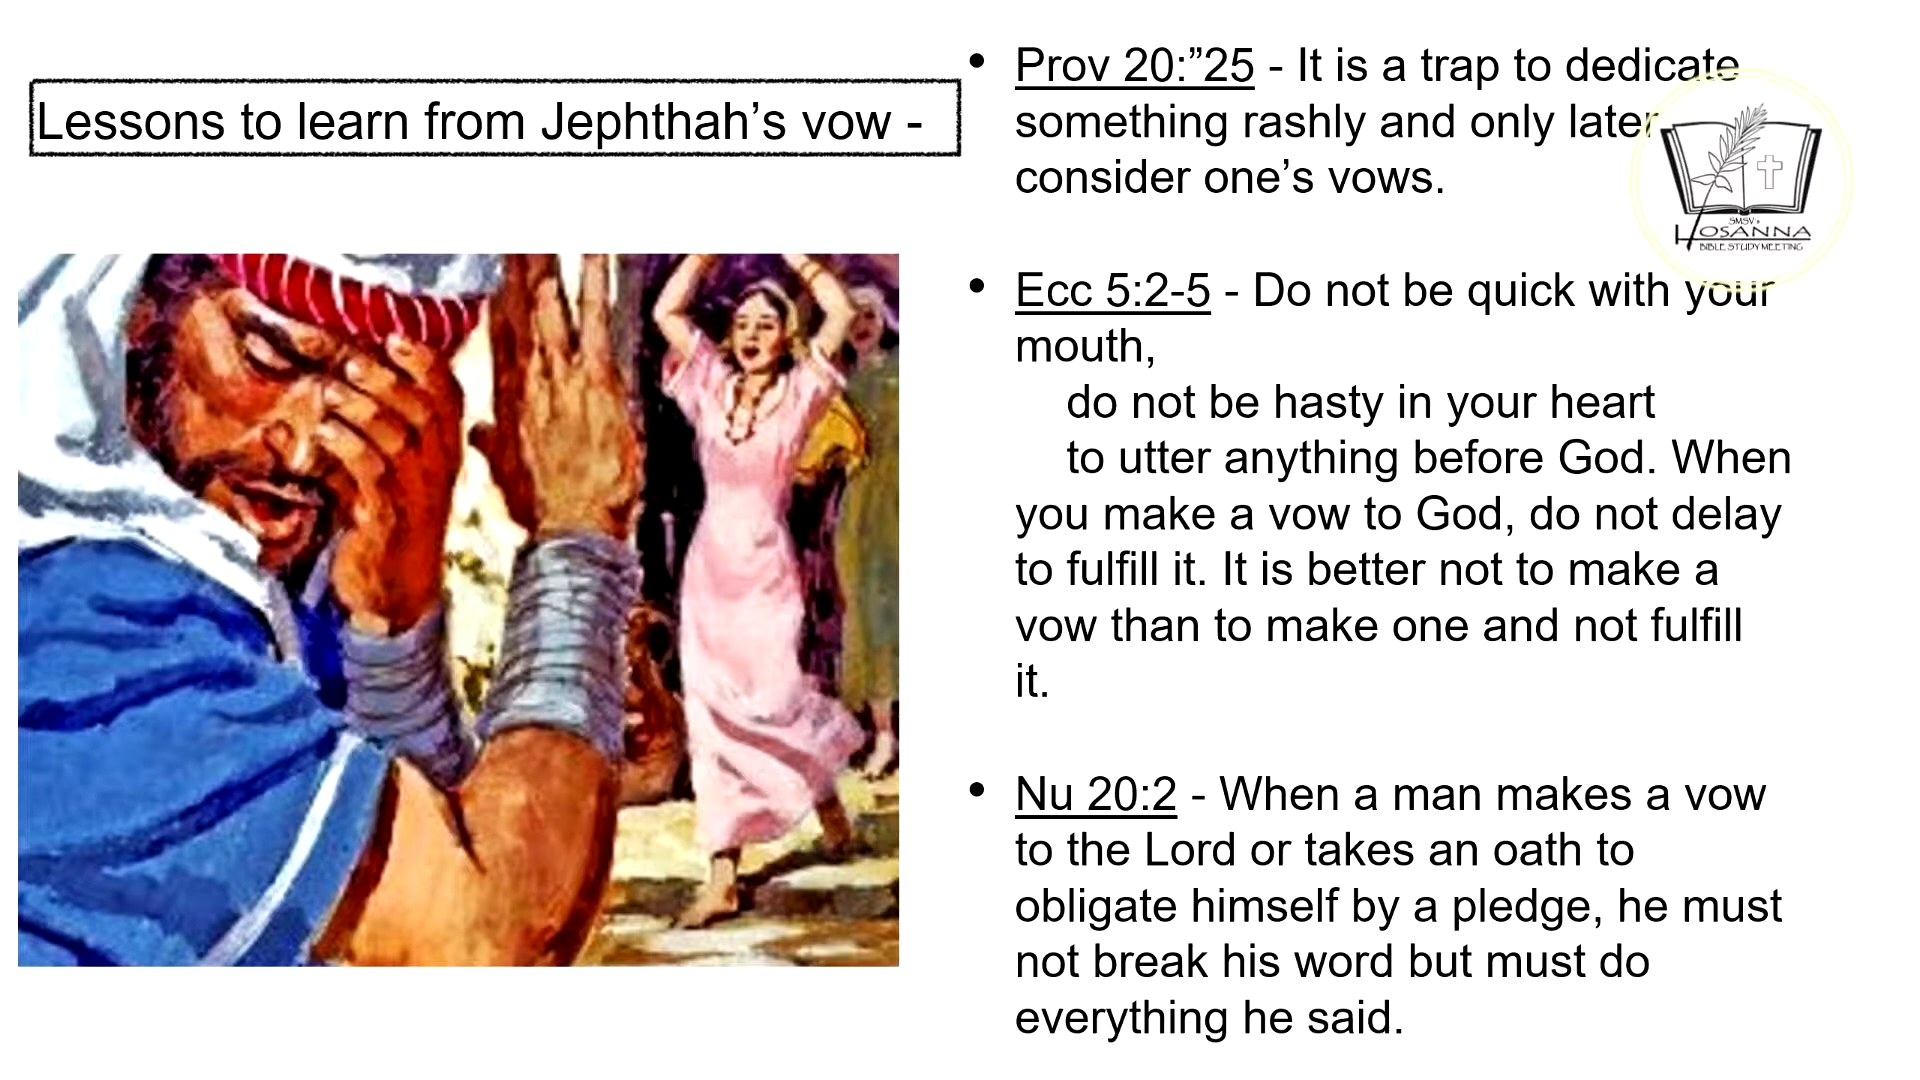 Lessons to learn from Jephthah’s vow -
• Prov 20:”25 - It is a trap to dedicate
something rashly and only later
consider one’s vows.
SMSV's
HOSANNA
BIBLE STUDY MEETING
• Ecc 5:2-5 - Do not be quick with your
mouth,
do not be hasty in your heart
to utter anything before God. When
you make a vow to God, do not delay
to fulfill it. It is better not to make a
vow than to make one and not fulfill
it.
• Nu 20:2 - When a man makes a vow
to the Lord or takes an oath to
obligate himself by a pledge, he must
not break his word but must do
everything he said.